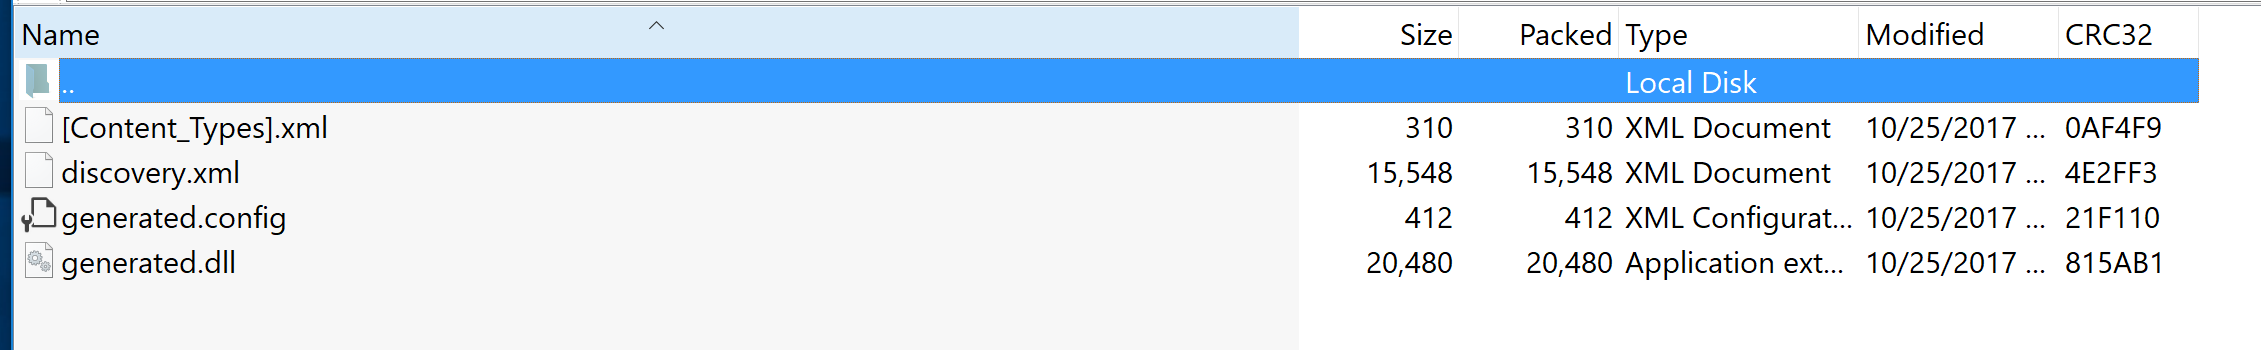 Name Size Packed Type Modified CRC32
.. Local Disk
[Content_Types].xml 310 310 XML Document 10/25/2017 ... 0AF4F9
discovery.xml 15,548 15,548 XML Document 10/25/2017 ... 4E2FF3
generated.config 412 412 XML Configurat... 10/25/2017 ... 21F110
generated.dll 20,480 20,480 Application ext... 10/25/2017 ... 815AB1